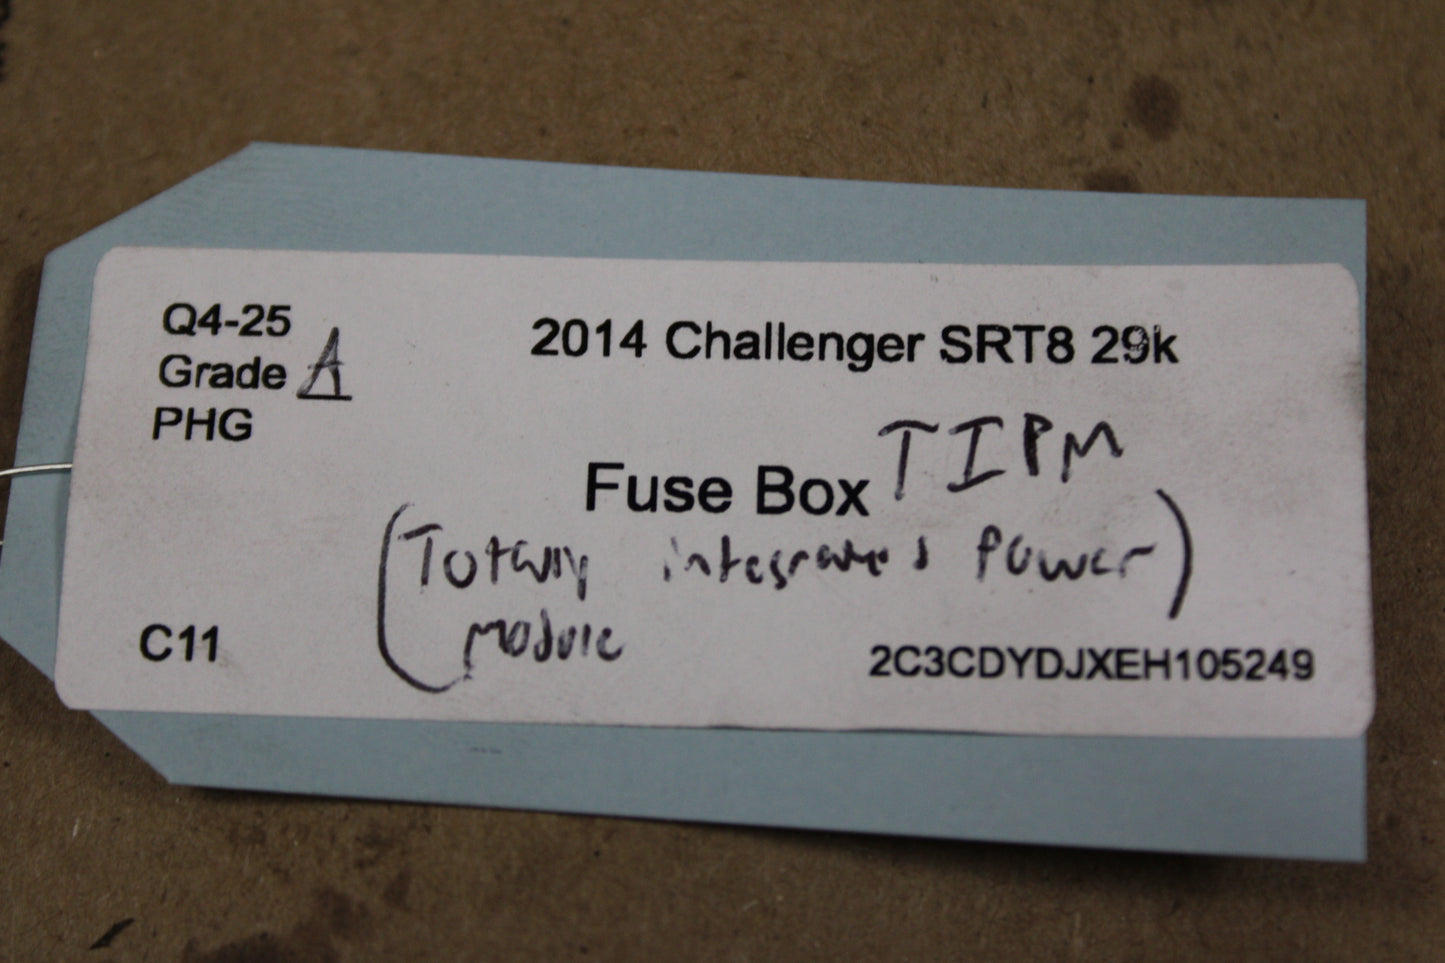 Q4-25
Grade A
PHG
2014 Challenger SRT8 29k
Fuse Box TIPM
(Totally integrated Power)
module
C11
2C3CDYDJXEH105249